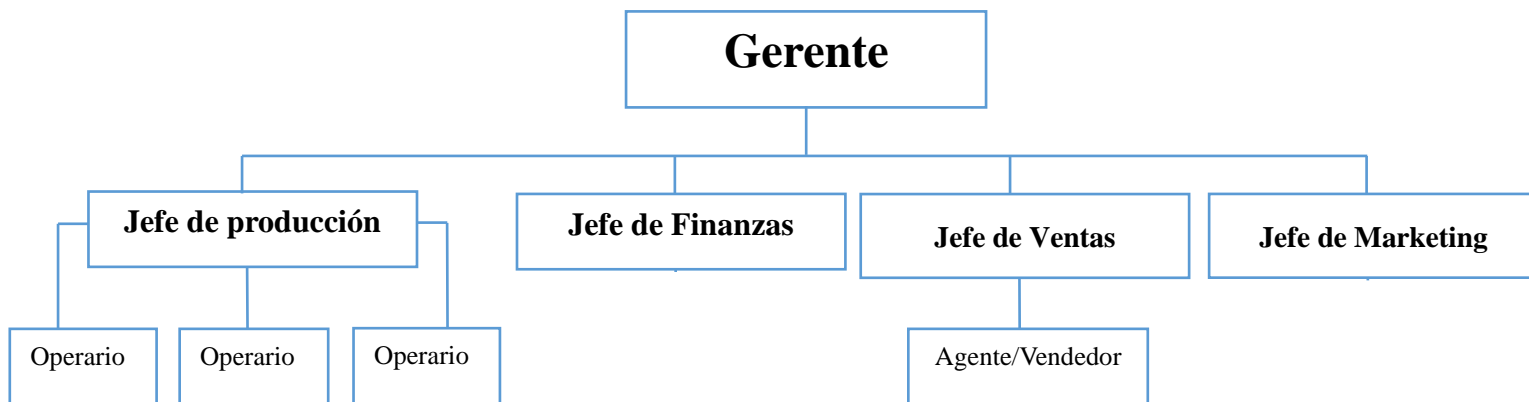 Gerente
Jefe de producción
Jefe de Finanzas
Jefe de Ventas
Jefe de Marketing
Operario
Operario
Operario
Agente/Vendedor